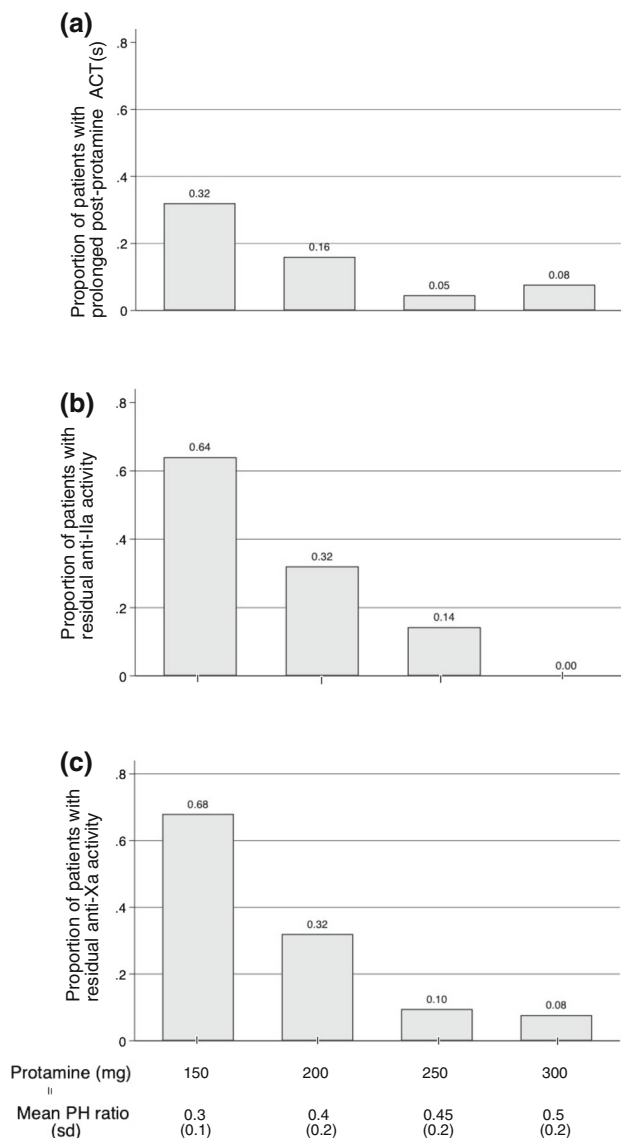 (a)
Proportion of patients with
prolonged post-protamine ACT(s)
.8
.6
.4
.2
0
0.32
0.16
0.05
0.08
(b)
Proportion of patients with
residual anti-IIa activity
.8
.6
.4
.2
0
0.64
0.32
0.14
0.00
(c)
Proportion of patients with
residual anti-Xa activity
.8
.6
.4
.2
0
0.68
0.32
0.10
0.08
Protamine (mg) 150 200 250 300
=
Mean PH ratio 0.3 0.4 0.45 0.5
(sd) (0.1) (0.2) (0.2) (0.2)